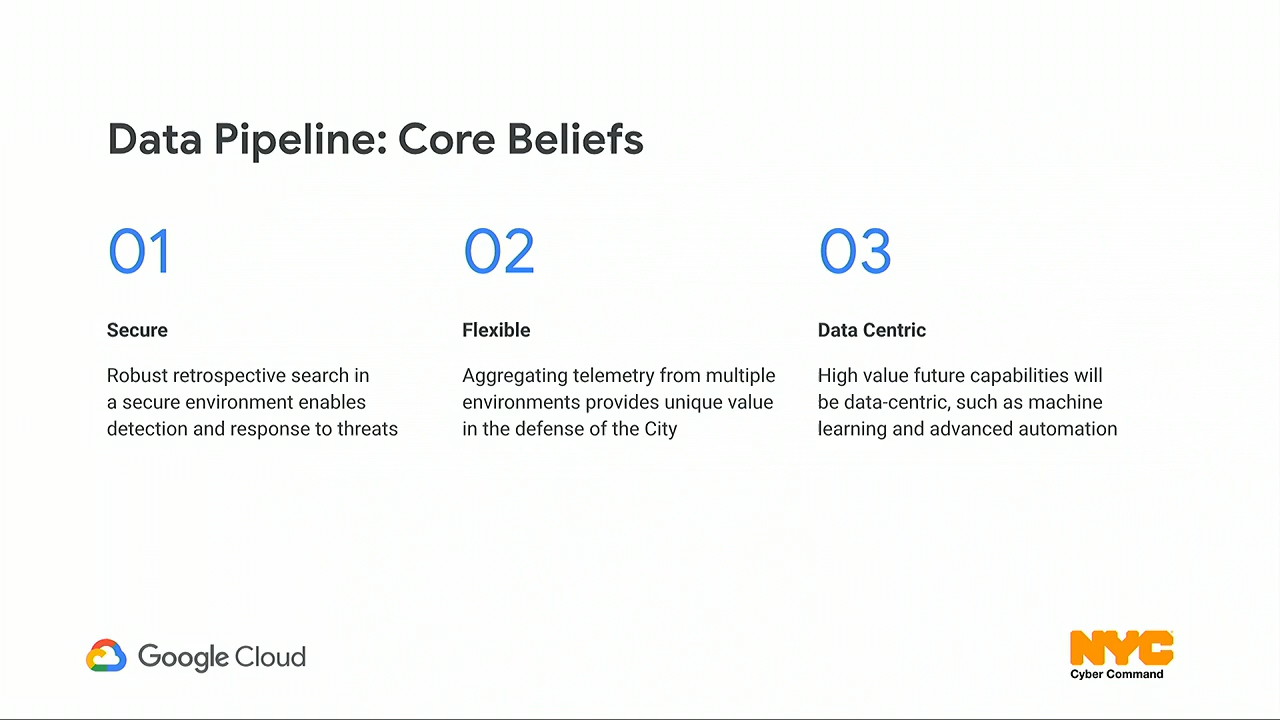 Data Pipeline: Core Beliefs
01
Secure
Robust retrospective search in
a secure environment enables
detection and response to threats
02
Flexible
Aggregating telemetry from multiple
environments provides unique value
in the defense of the City
03
Data Centric
High value future capabilities will
be data-centric, such as machine
learning and advanced automation
Google Cloud
NYC
Cyber Command